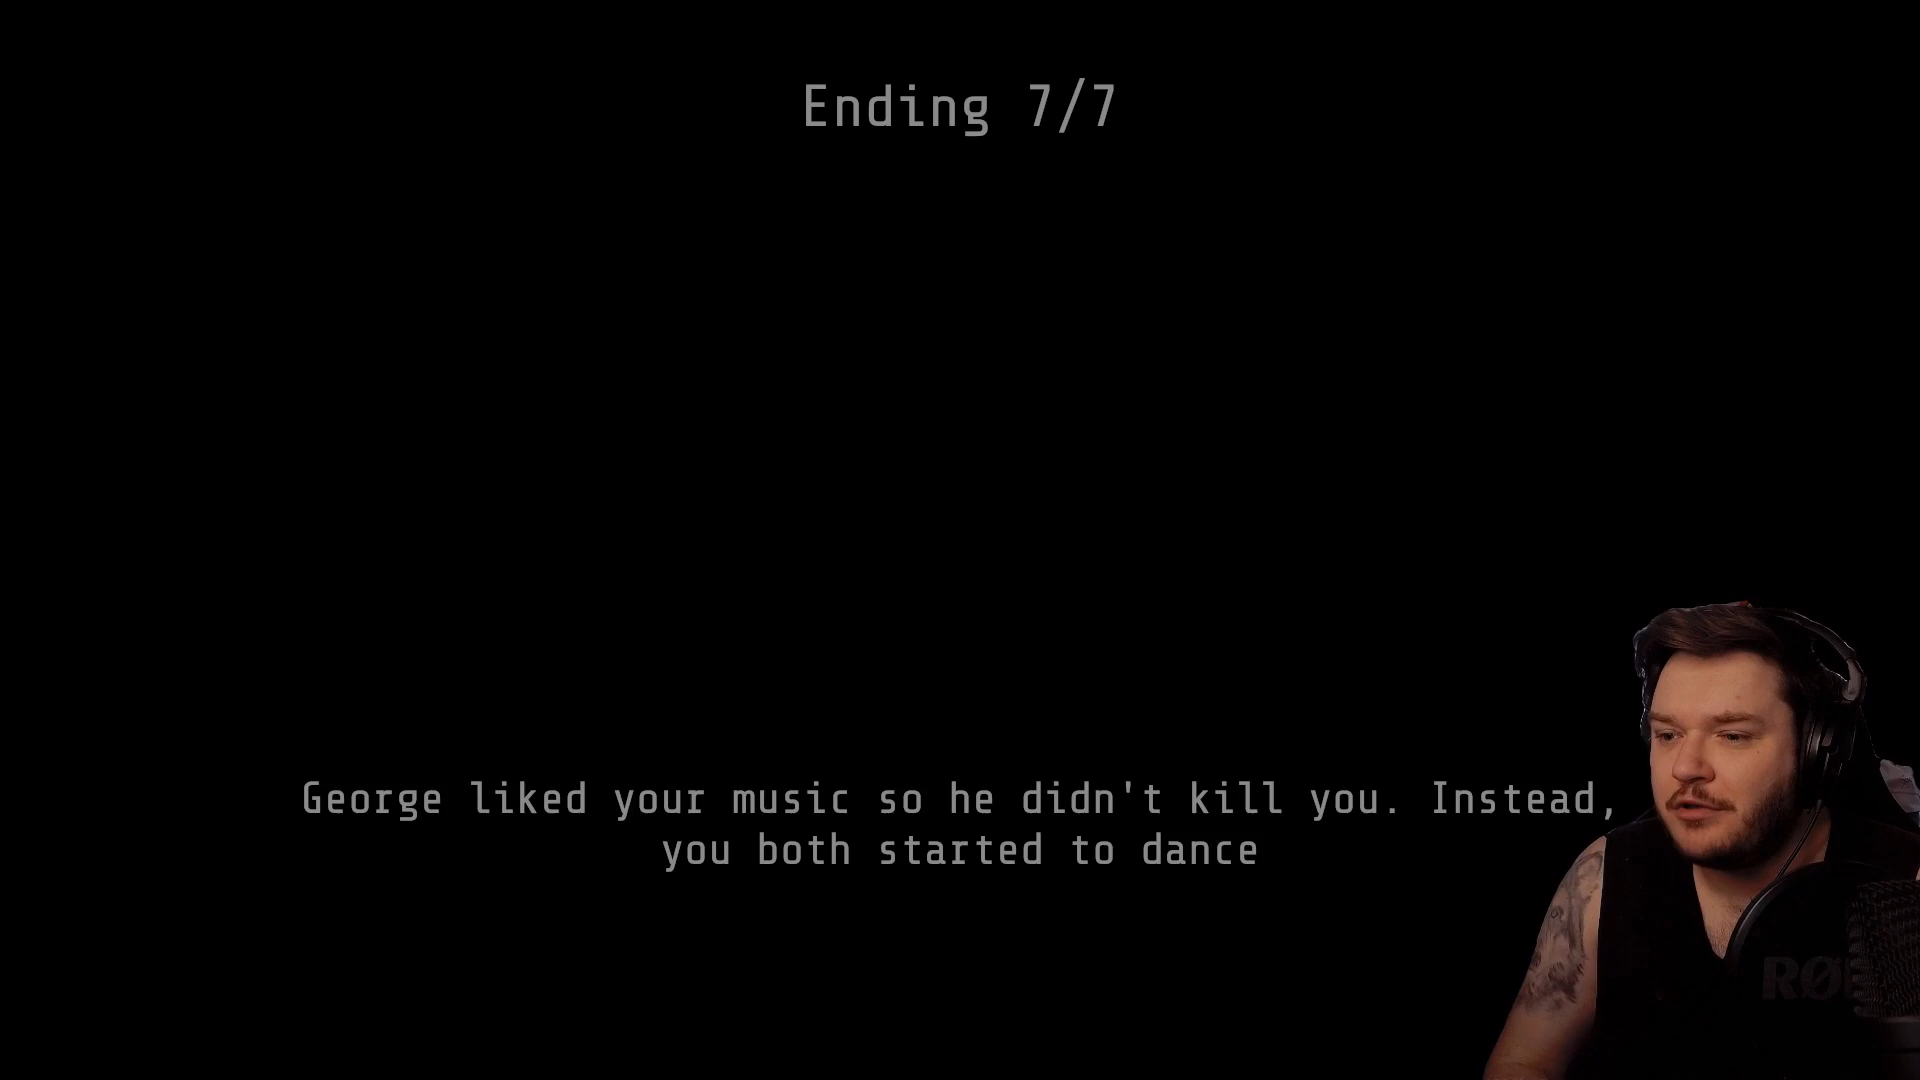 Ending 7/7
George liked your music so he didn't kill you. Instead,
you both started to dance